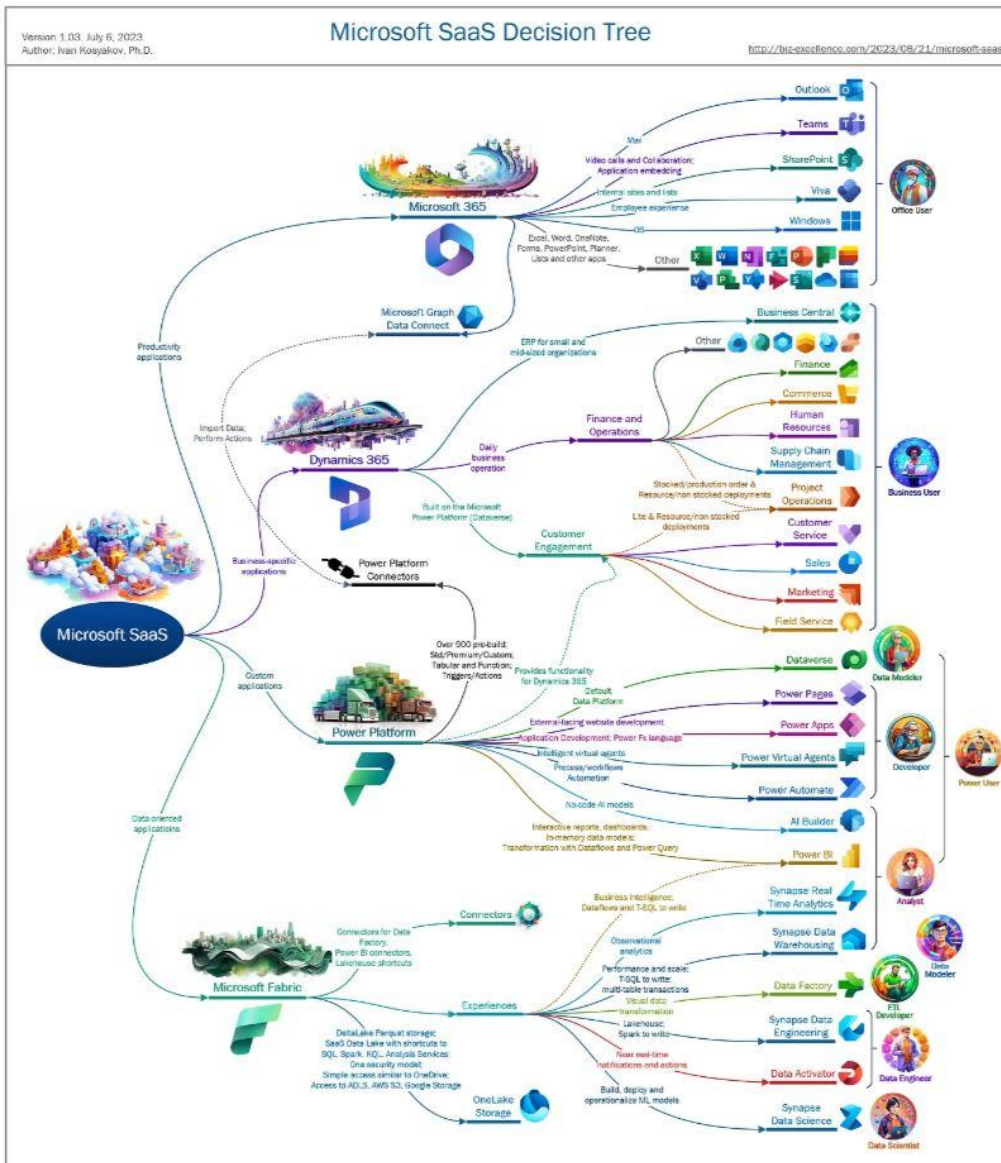 Microsoft SaaS Decision Tree
Version 1.03 July 6, 2023
Author: Ivan Kosyakov, Ph.D.
http://biz-excellence.com/2023/06/21/microsoft-saas
Outlook
Mail
Teams
Video calls and Collaboration;
Application embedding
SharePoint
Internal sites and lists
Viva
Employee experience
Windows
OS
Office User
Microsoft 365
Excel, Word, OneNote,
Forms, PowerPoint, Planner,
Lists and other apps
Other
Microsoft Graph
Data Connect
Productivity
applications
Business Central
ERP for small and
mid-sized organizations
Other
Finance
Commerce
Finance and
Operations
Human
Resources
Import Data;
Perform Actions
Dynamics 365
Daily
business
operation
Supply Chain
Management
Stocked/production order &
Resource/non stocked deployments
Project
Operations
Business User
Built on the Microsoft
Power Platform (Dataverse)
Lite & Resource/non stocked
deployments
Customer
Engagement
Customer
Service
Business-specific
applications
Power Platform
Connectors
Sales
Marketing
Field Service
Microsoft SaaS
Over 900 pre-build;
Std/Premium/Custom;
Tabular and Function;
Triggers/Actions
Provides functionality
for Dynamics 365
Dataverse
Data Modeler
Custom
applications
Default
Data Platform
Power Pages
External-facing website development
Power Platform
Application Development: Power Fx language
Power Apps
Intelligent virtual agents
Power Virtual Agents
Developer
Power User
Process/workflows
Automation
Power Automate
No-code AI models
AI Builder
Data-oriented
applicatioins
Interactive reports, dashboards,
In-memory data models;
Transformation with Dataflows and Power Query
Power BI
Business Intelligence;
Dataflows and T-SQL to write
Synapse Real
Time Analytics
Analyst
Connectors
Connectors for Data
Factory,
Power BI connectors,
Lakehouse shortcuts
Observational
analytics
Synapse Data
Warehousing
Performance and scale;
T-SQL to write;
multi-table transactions
Data
Modeler
Microsoft Fabric
Experiences
Visual data
transformation
Data Factory
ETL
Developer
Lakehouse;
Spark to write
Synapse Data
Engineering
DeltaLake Parquet storage;
SaaS Data Lake with shortcuts to
SQL, Spark, KQL, Analysis Services;
One security model;
Simple access similar to OneDrive;
Access to ADLS, AWS S3, Google Storage
Near real-time
notifications and actions
Data Activator
Data Engineer
Build, deploy and
operationalize ML models
OneLake
Storage
Synapse
Data Science
Data Scientist